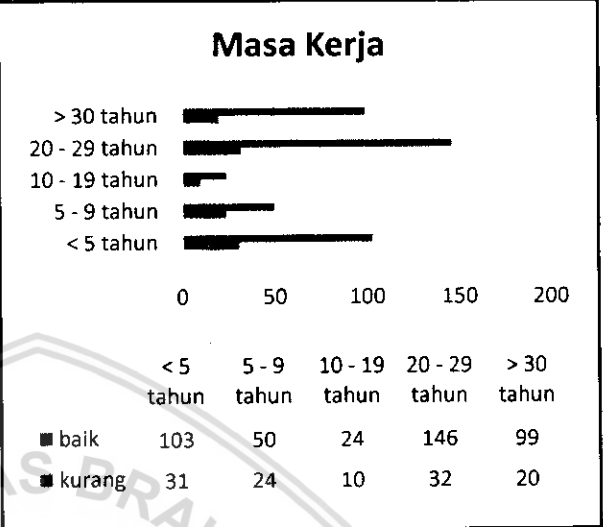 Masa Kerja
> 30 tahun
20 - 29 tahun
10 - 19 tahun
5 - 9 tahun
< 5 tahun
0 50 100 150 200
< 5 5 - 9 10 - 19 20 - 29 > 30
tahun tahun tahun tahun tahun
baik 103 50 24 146 99
kurang 31 24 10 32 20